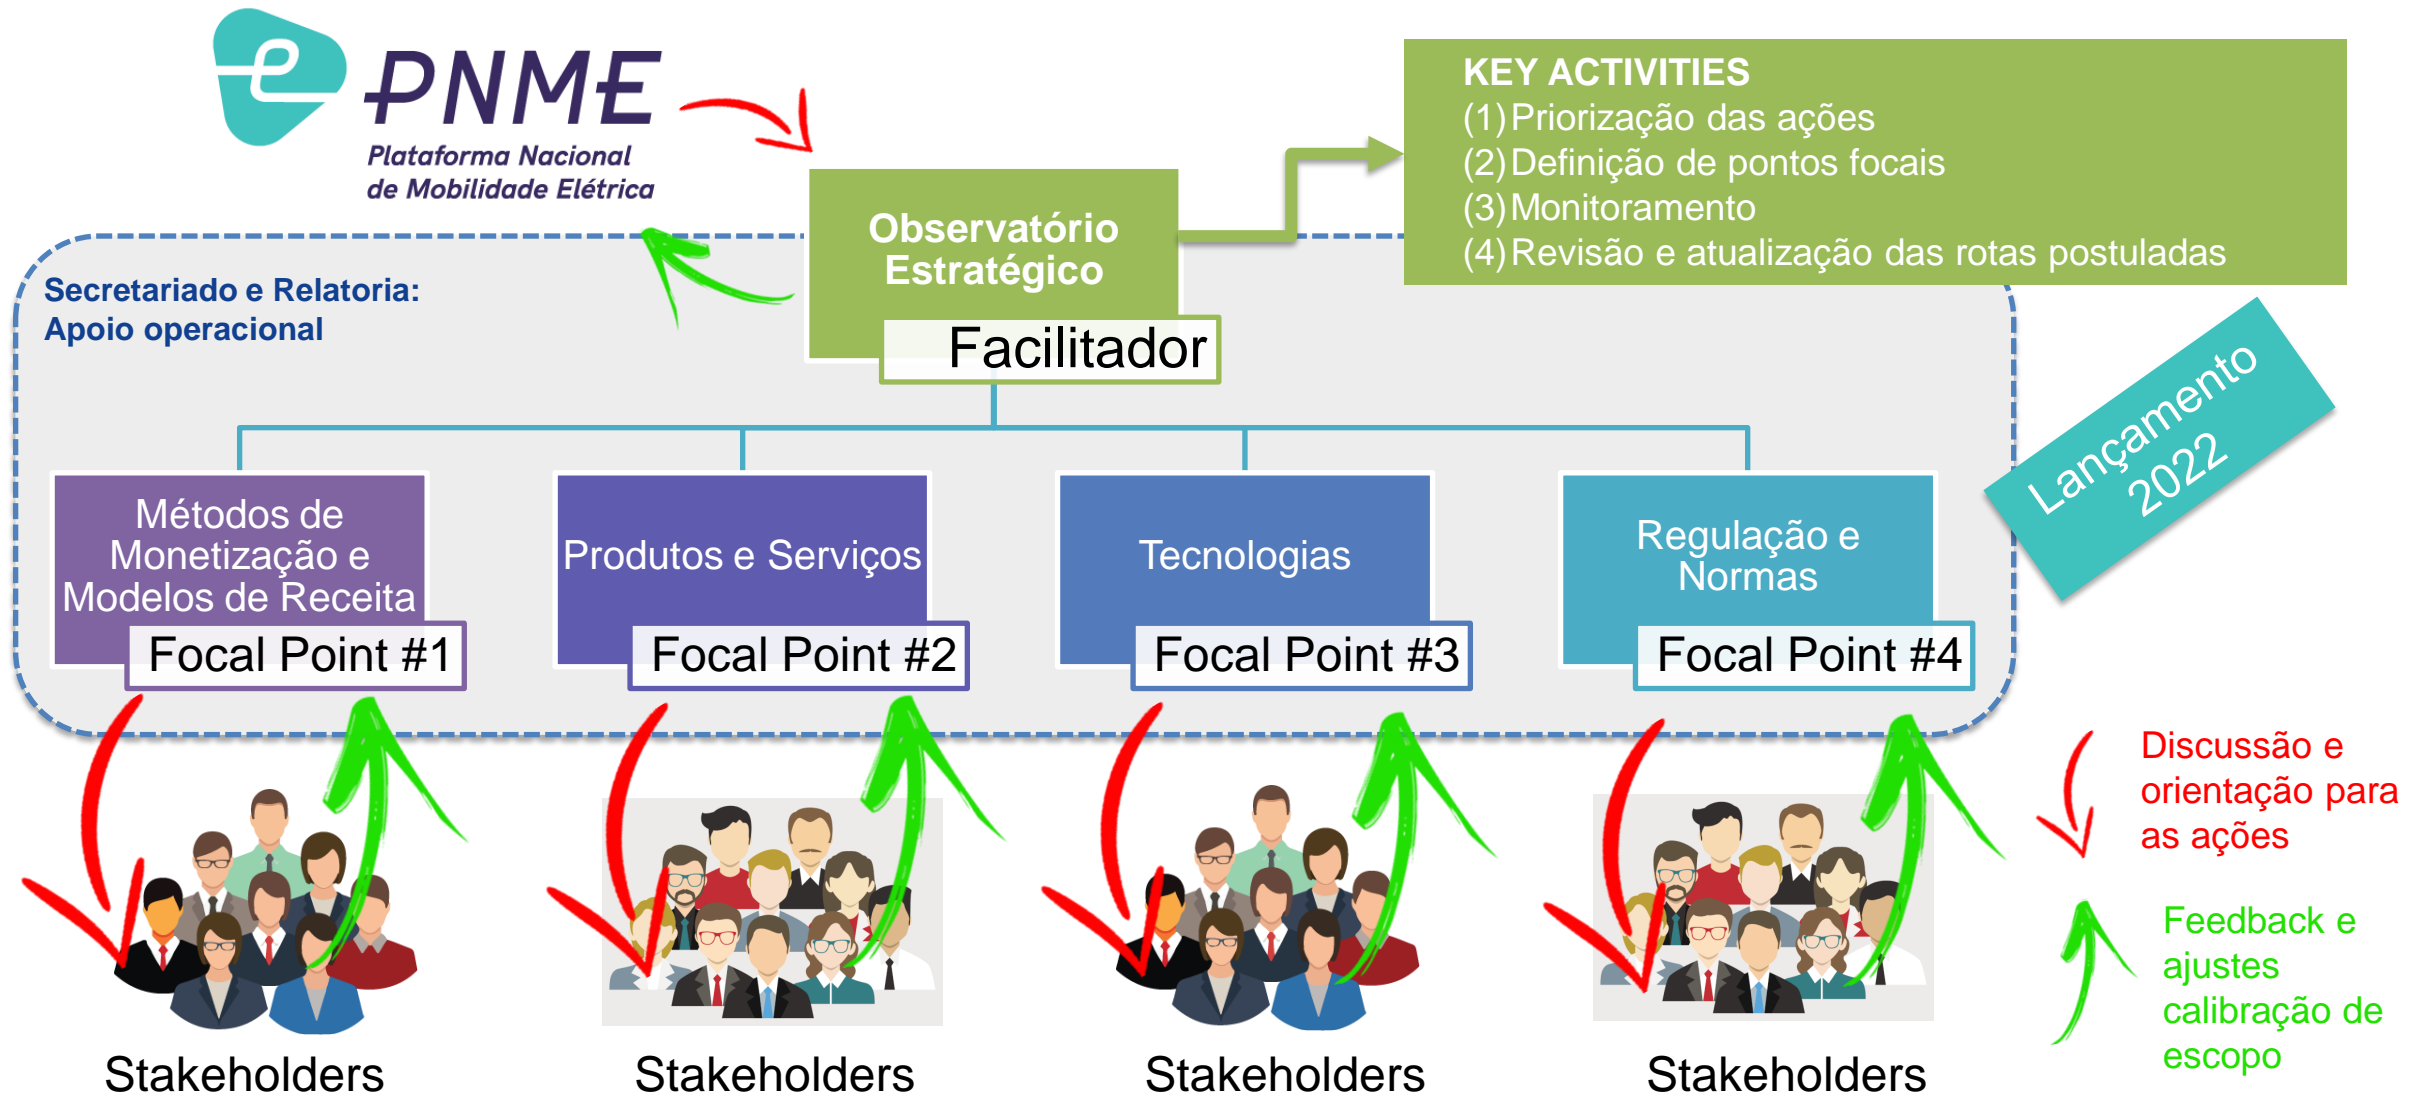 e PNME
Plataforma Nacional
de Mobilidade Elétrica
KEY ACTIVITIES
(1) Priorização das ações
(2) Definição de pontos focais
(3) Monitoramento
(4) Revisão e atualização das rotas postuladas
Observatório
Estratégico
Facilitador
Secretariado e Relatoria:
Apoio operacional
Lançamento
2022
Métodos de
Monetização e
Modelos de Receita
Focal Point #1
Produtos e Serviços
Focal Point #2
Tecnologias
Focal Point #3
Regulação e
Normas
Focal Point #4
Discussão e
orientação para
as ações
Feedback e
ajustes
calibração de
escopo
Stakeholders
Stakeholders
Stakeholders
Stakeholders